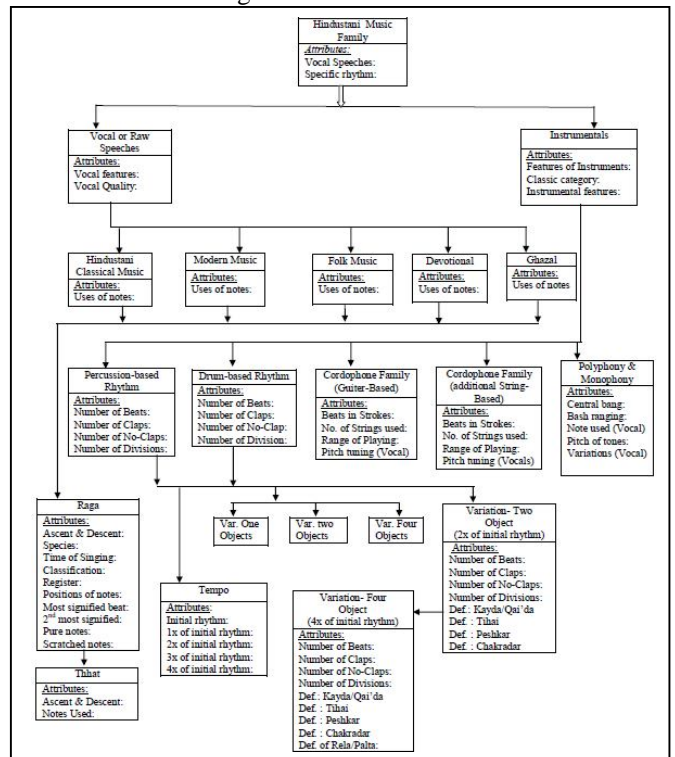 Hindustani Music
Family
Attributes:
Vocal Speeches:
Specific rhythm:
Vocal or Raw
Speeches
Attributes:
Vocal features:
Vocal Quality:
Instrumentals
Attributes:
Features of Instruments:
Classic category:
Instrumental features:
Hindustani
Classical Music
Attributes:
Uses of notes:
Modern Music
Attributes:
Uses of notes:
Folk Music
Attributes:
Uses of notes:
Devotional
Attributes:
Uses of notes:
Ghazal
Attributes:
Uses of notes
Percussion-based
Rhythm
Attributes:
Number of Beats:
Number of Claps:
Number of No-Claps:
Number of Divisions:
Drum-based Rhythm
Attributes:
Number of Beats:
Number of Claps:
Number of No-Clap:
Number of Division:
Cordophone Family
(Guiter-Based)
Attributes:
Beats in Strokes:
No. of Strings used:
Range of Playing:
Pitch tuning (Vocal)
Cordophone Family
(additional String-
Based)
Attributes:
Beats in Strokes:
No. of Strings used:
Range of Playing:
Pitch tuning (Vocals)
Polyphony &
Monophony
Attributes:
Central bang:
Bash ranging:
Note used (Vocal)
Pitch of tones:
Variations (Vocal)
Raga
Attributes:
Ascent & Descent:
Species:
Time of Singing:
Classification:
Register:
Positions of notes:
Most signified beat:
2nd most signified:
Pure notes:
Scratched notes:
Var. One
Objects
Var. two
Objects
Var. Four
Objects
Variation- Two
Object
(2x of initial rhythm)
Attributes:
Number of Beats:
Number of Claps:
Number of No-Claps:
Number of Divisions:
Def.: Kayda/Qai'da
Def. : Tihai
Def. : Peshkar
Def. : Chakradar
Tempo
Attributes:
Initial rhythm:
1x of initial rhythm:
2x of initial rhythm:
3x of initial rhythm:
4x of initial rhythm:
Variation- Four
Object
(4x of initial rhythm)
Attributes:
Number of Beats:
Number of Claps:
Number of No-Claps:
Number of Divisions:
Def.: Kayda/Qai'da
Def. : Tihai
Def. : Peshkar
Def. : Chakradar
Def. of Rela/Palta:
Thhat
Attributes:
Ascent & Descent:
Notes Used: